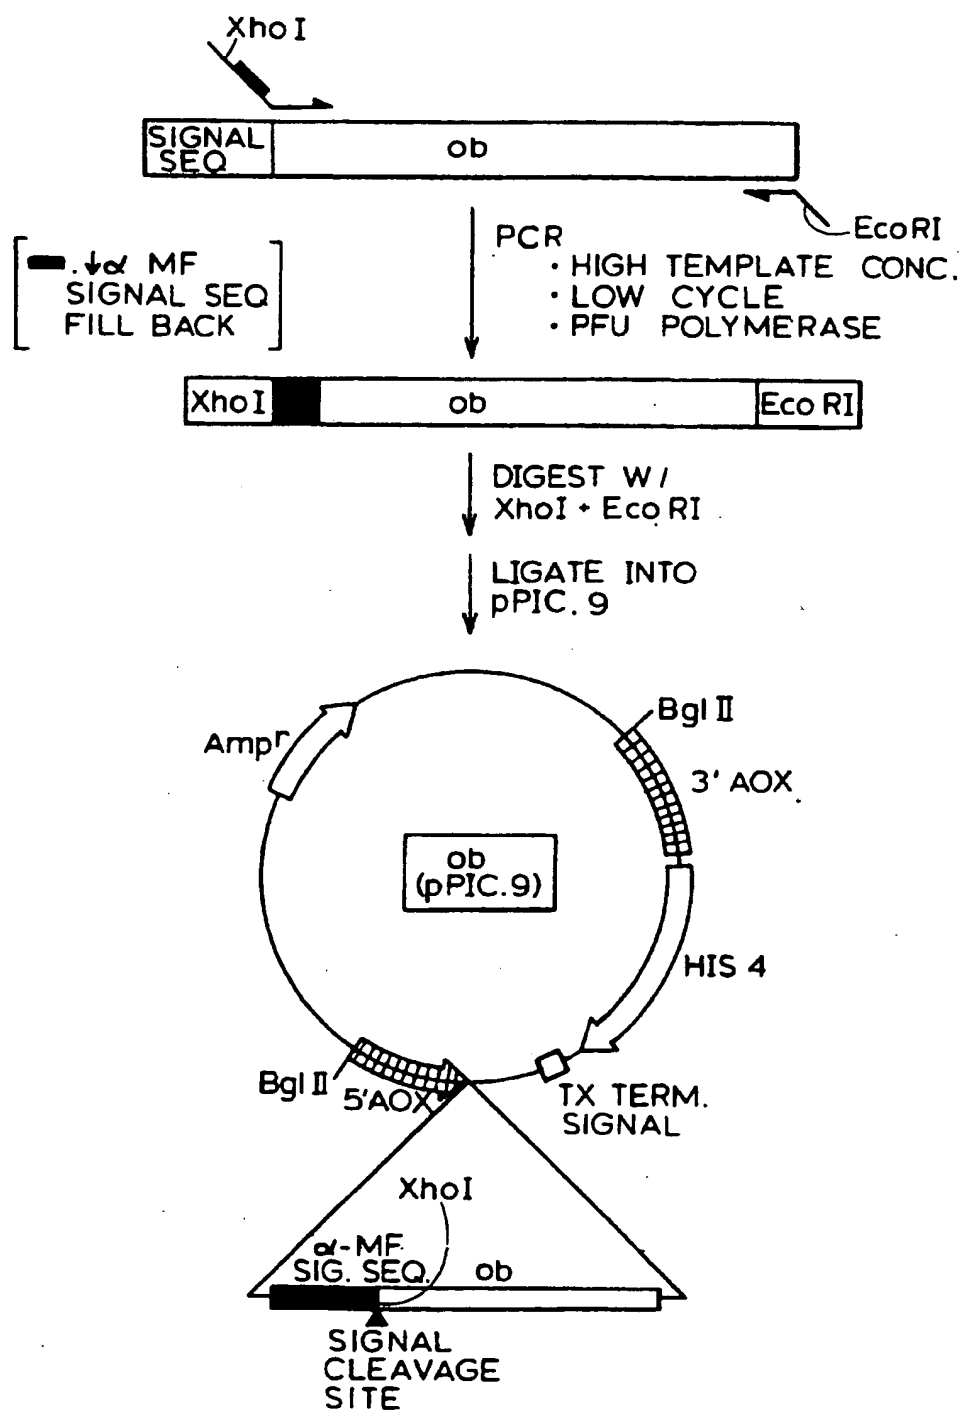 XhoI
SIGNAL
SEQ
ob
EcoRI
PCR
· HIGH TEMPLATE CONC.
· LOW CYCLE
· PFU POLYMERASE
.↓α MF
SIGNAL SEQ
FILL BACK
XhoI
ob
Eco RI
DIGEST W/
XhoI + Eco RI
LIGATE INTO
pPIC.9
Bgl II
Ampr
3' AOX
ob
(pPIC.9)
HIS 4
Bgl II
5'AOX
TX TERM.
SIGNAL
XhoI
α-MF
SIG. SEQ.
ob
SIGNAL
CLEAVAGE
SITE